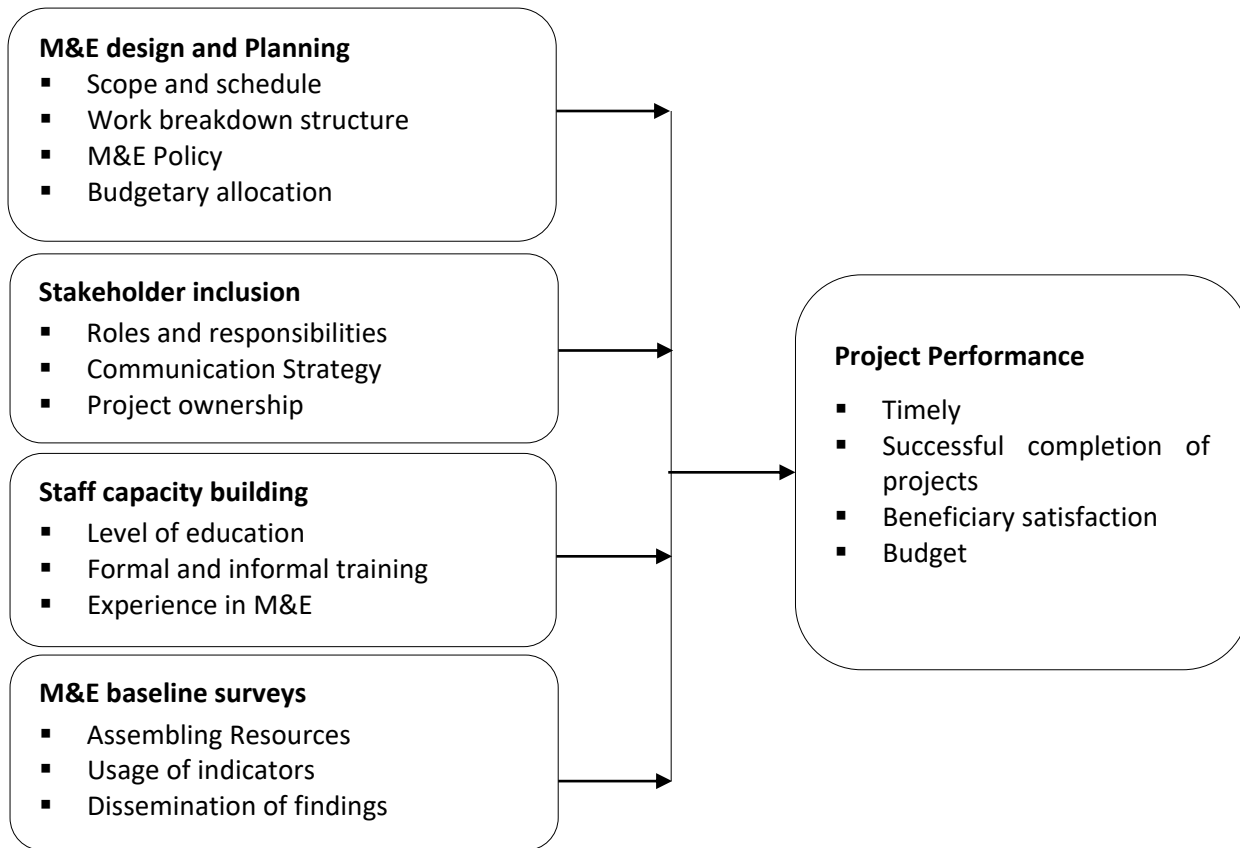 M&E design and Planning
▪ Scope and schedule
▪ Work breakdown structure
▪ M&E Policy
▪ Budgetary allocation
Stakeholder inclusion
▪ Roles and responsibilities
▪ Communication Strategy
▪ Project ownership
Staff capacity building
▪ Level of education
▪ Formal and informal training
▪ Experience in M&E
M&E baseline surveys
▪ Assembling Resources
▪ Usage of indicators
▪ Dissemination of findings
Project Performance
▪ Timely
▪ Successful completion of
projects
▪ Beneficiary satisfaction
▪ Budget